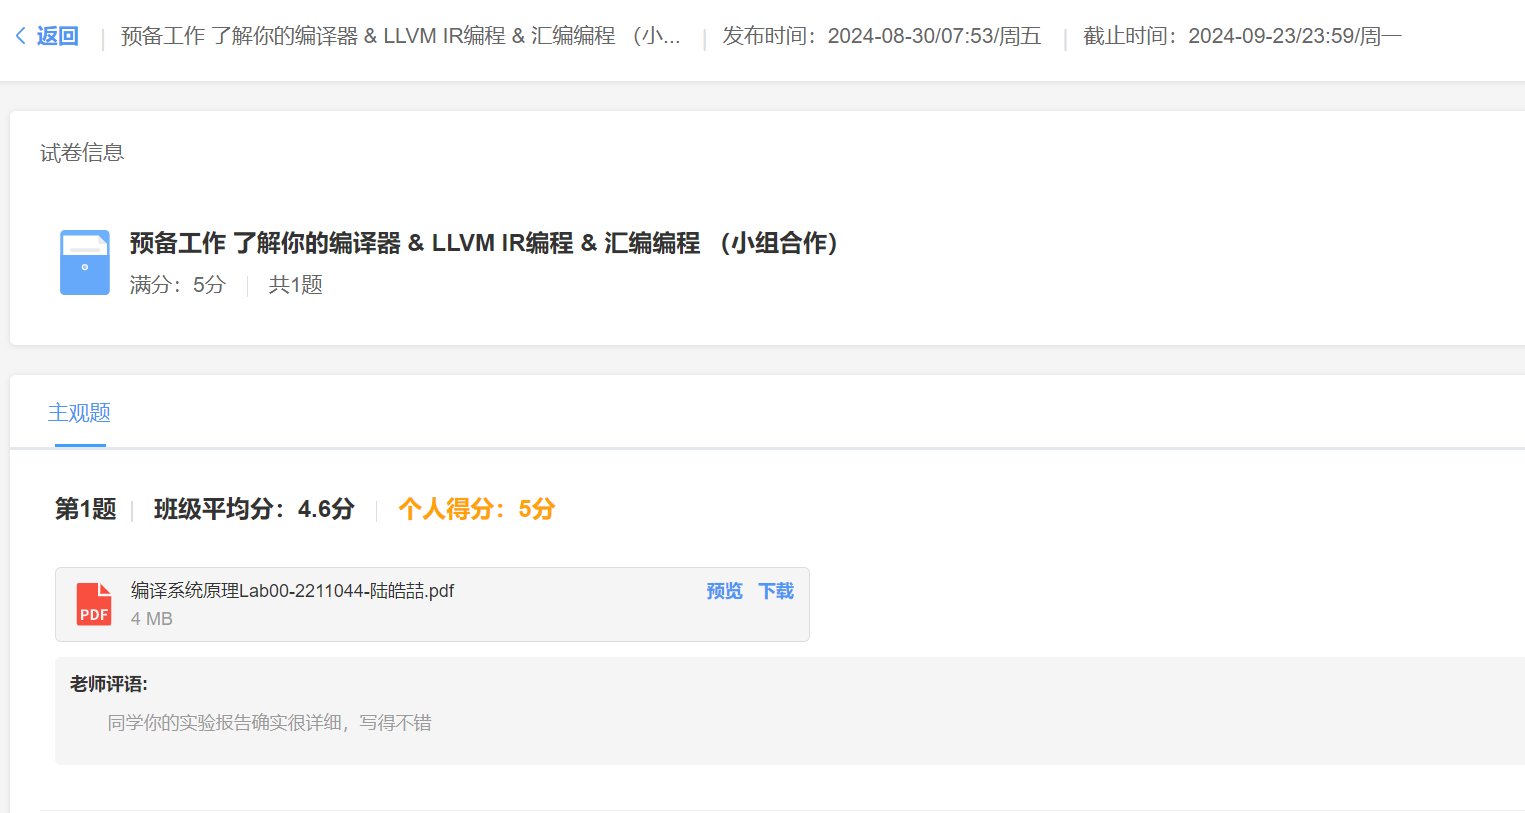 返回 预备工作 了解你的编译器 & LLVM IR编程 & 汇编编程 （小... 发布时间：2024-08-30/07:53/周五 截止时间：2024-09-23/23:59/周一
试卷信息
预备工作 了解你的编译器 & LLVM IR编程 & 汇编编程 （小组合作）
满分：5分 共1题
主观题
第1题 班级平均分：4.6分 个人得分：5分
编译系统原理Lab00-2211044-陆皓喆.pdf 预览 下载
PDF 4 MB
老师评语:
同学你的实验报告确实很详细，写得不错